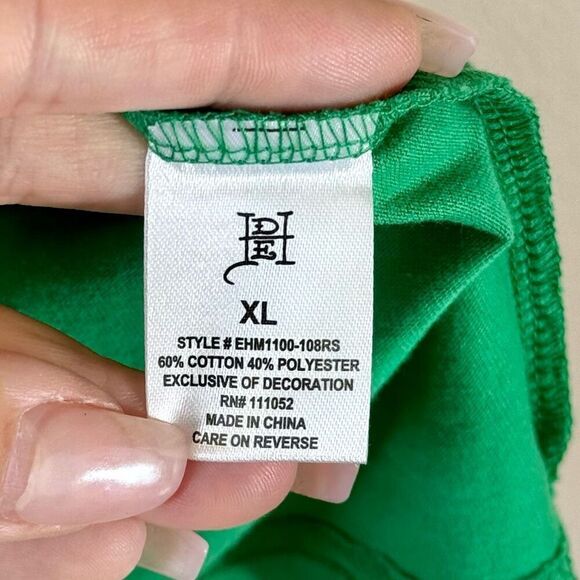 DEH
XL
STYLE # EHM1100-108RS
60% COTTON 40% POLYESTER
EXCLUSIVE OF DECORATION
RN# 111052
MADE IN CHINA
CARE ON REVERSE